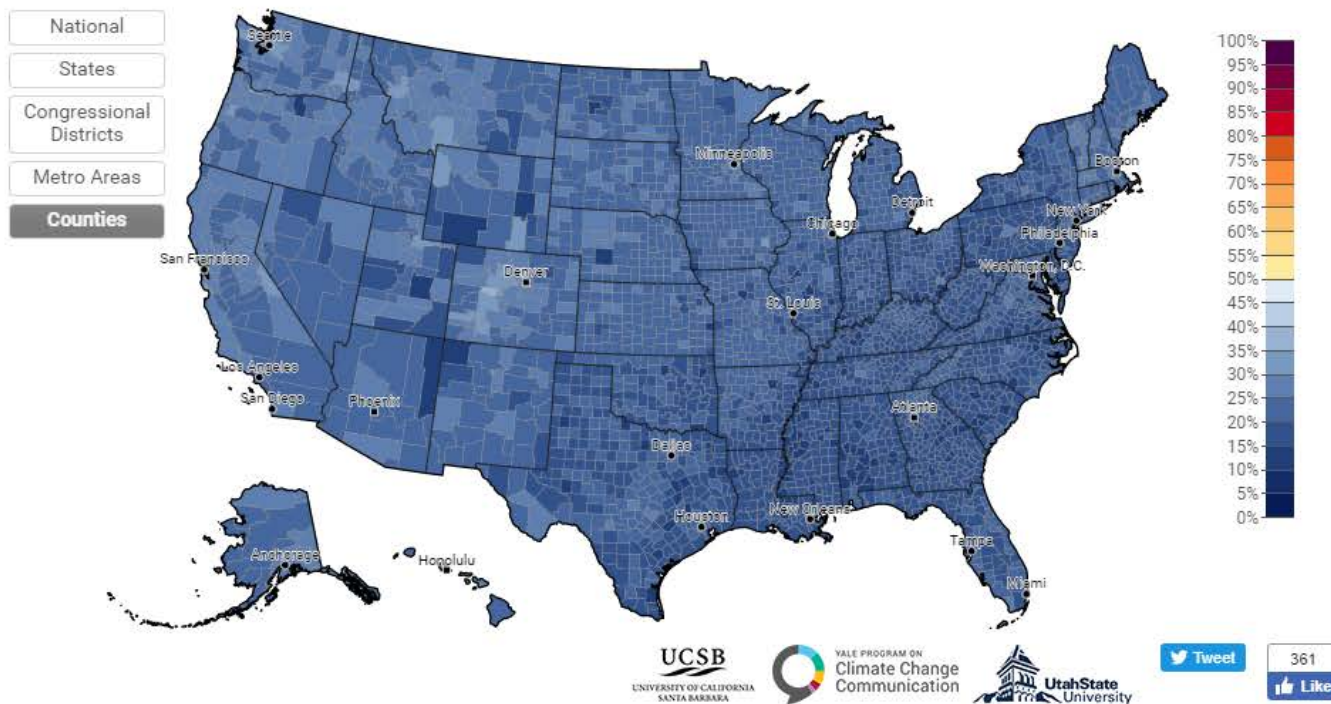 National
States
Congressional
Districts
Metro Areas
Counties
Seattle
Minneapolis
Boston
Detroit
New York
Chicago
Philadelphia
San Francisco
Denver
Washington, D.C.
St. Louis
Los Angeles
San Diego
Phoenix
Atlanta
Dallas
Houston
New Orleans
Tampa
Anchorage
Honolulu
Miami
100%
95%
90%
85%
80%
75%
70%
65%
60%
55%
50%
45%
40%
35%
30%
25%
20%
15%
10%
5%
0%
UCSB
UNIVERSITY OF CALIFORNIA
SANTA BARBARA
YALE PROGRAM ON
Climate Change
Communication
UtahState
University
Tweet
361
Like